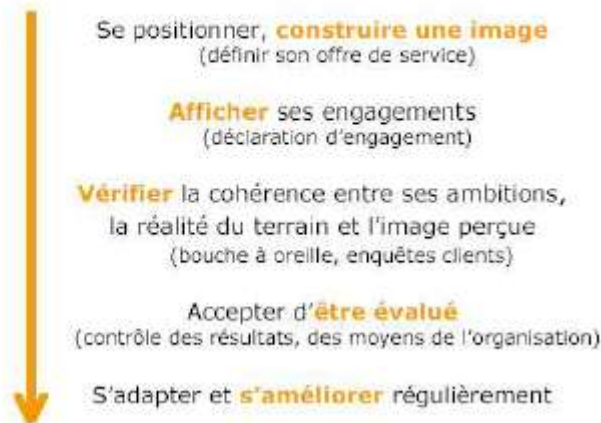 Se positionner, construire une image
(définir son offre de service)
Afficher ses engagements
(déclaration d'engagement)
Vérifier la cohérence entre ses ambitions,
la réalité du terrain et l'image perçue
(bouche à oreille, enquêtes clients)
Accepter d'être évalué
(contrôle des résultats, des moyens de l'organisation)
S'adapter et s'améliorer régulièrement